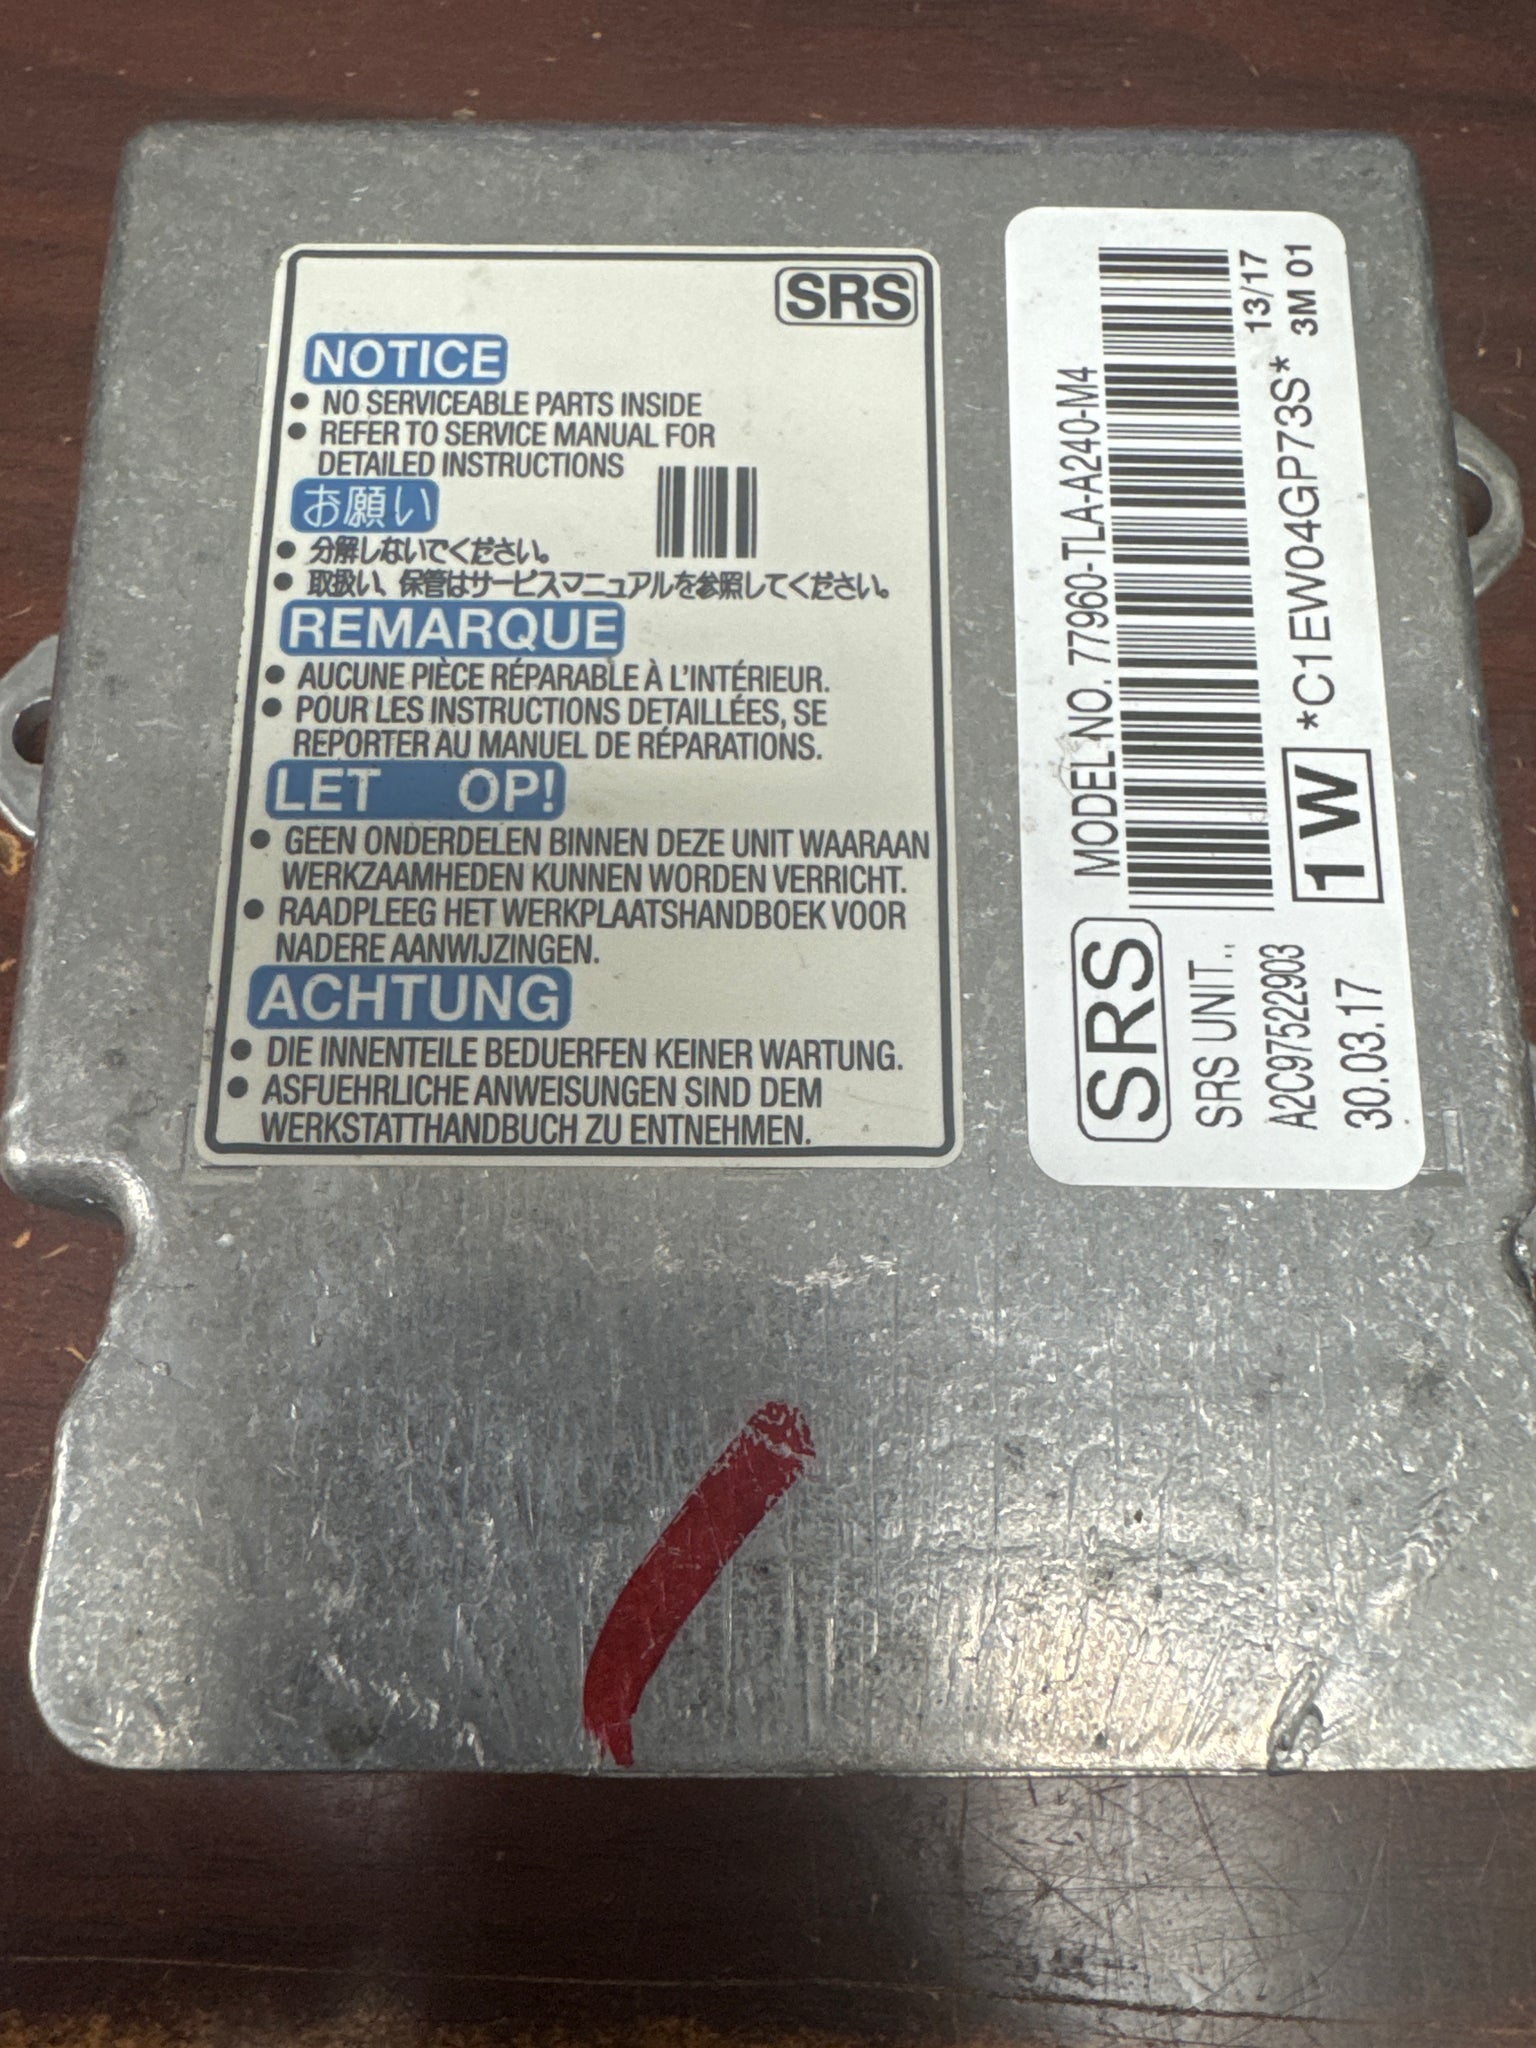 SRS
NOTICE
● NO SERVICEABLE PARTS INSIDE
● REFER TO SERVICE MANUAL FOR
DETAILED INSTRUCTIONS
お願い
● 分解しないでください。
● 取扱い、保管はサービスマニュアルを参照してください。
REMARQUE
● AUCUNE PIÈCE RÉPARABLE À L'INTÉRIEUR.
● POUR LES INSTRUCTIONS DETAILLÉES, SE
REPORTER AU MANUEL DE RÉPARATIONS.
LET OP!
● GEEN ONDERDELEN BINNEN DEZE UNIT WAARAAN
WERKZAAMHEDEN KUNNEN WORDEN VERRICHT.
● RAADPLEEG HET WERKPLAATSHANDBOEK VOOR
NADERE AANWIJZINGEN.
ACHTUNG
● DIE INNENTEILE BEDUERFEN KEINER WARTUNG.
● ASFUEHRLICHE ANWEISUNGEN SIND DEM
WERKSTATTHANDBUCH ZU ENTNEHMEN.
SRS MODEL NO. 77960-TLA-A240-M4
SRS UNIT..
13/17
A2C97522903
*C1EW04GP73S* 3M 01
30.03.17
1W